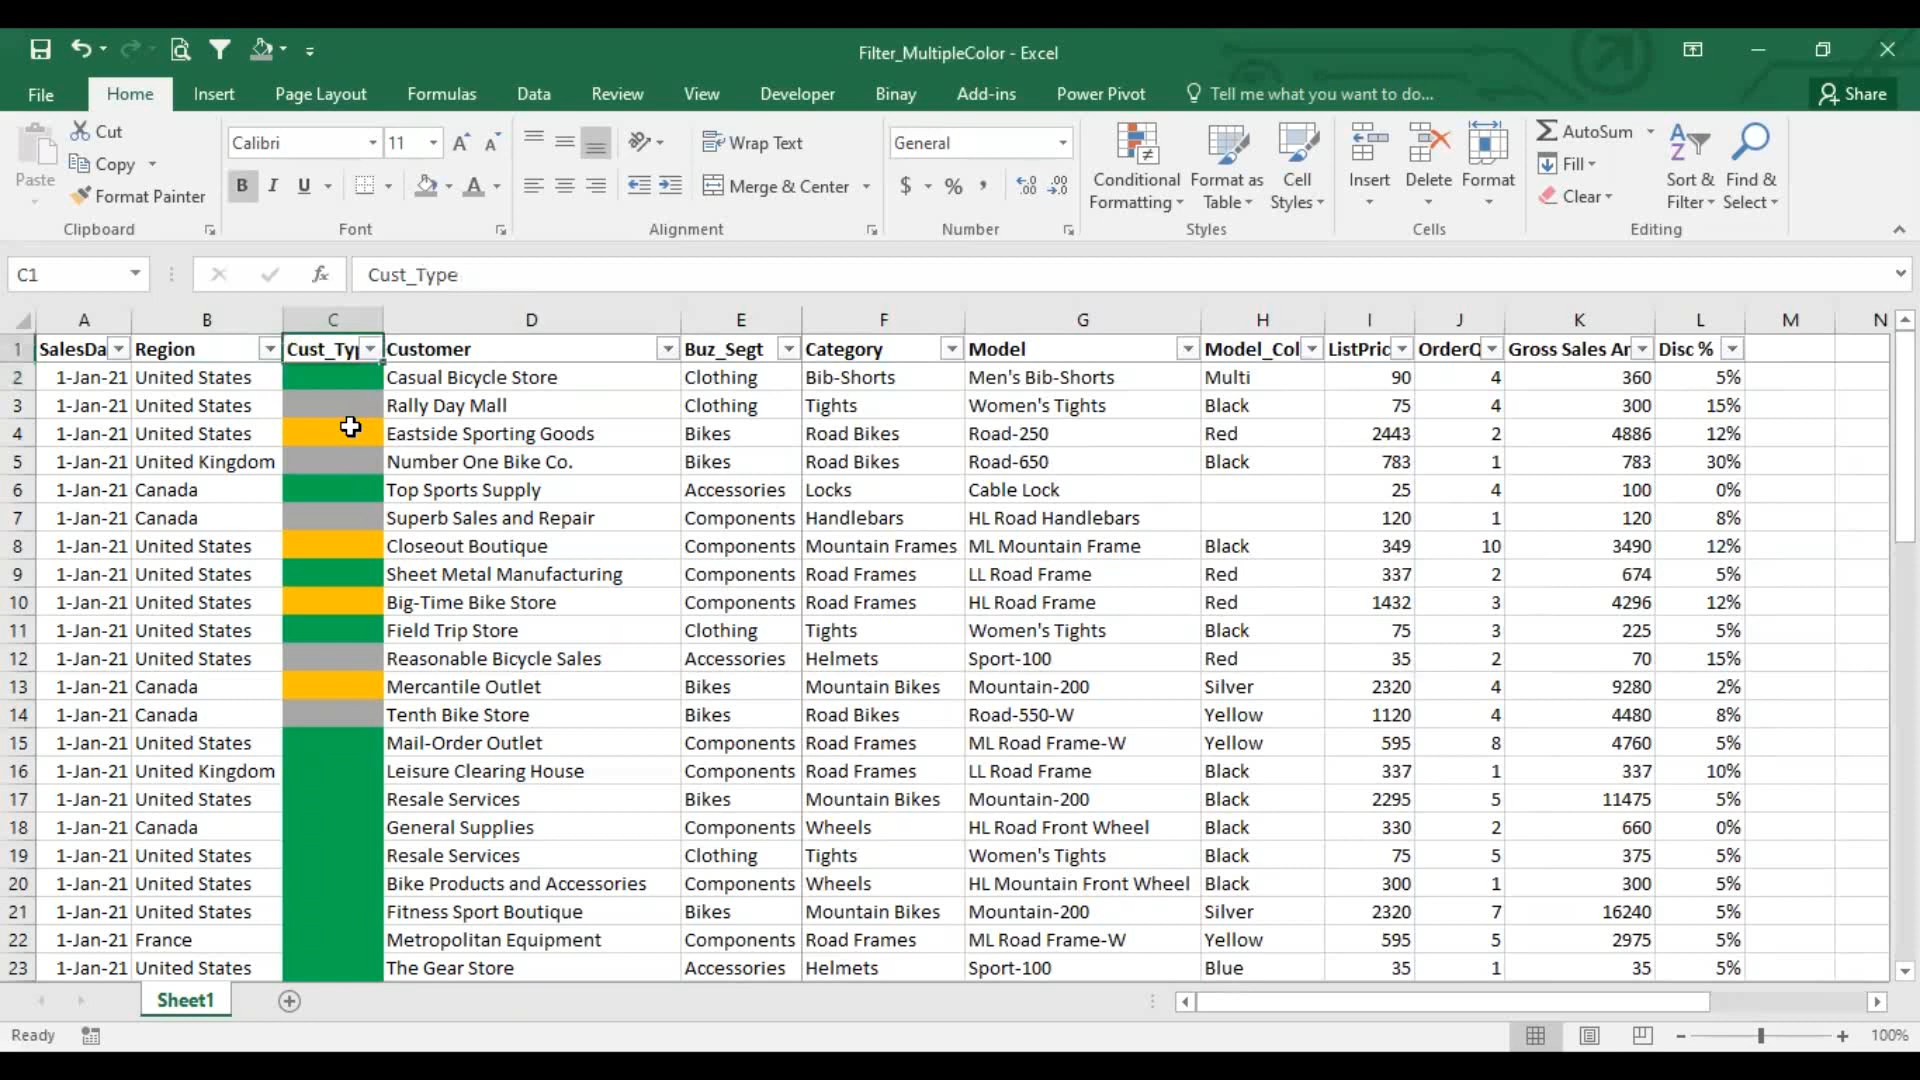 Filter_MultipleColor - Excel
File Home Insert Page Layout Formulas Data Review View Developer Binay Add-ins Power Pivot Tell me what you want to do... Share
Paste Cut Copy Format Painter Clipboard
Calibri 11 B I U A Font
Wrap Text Merge & Center Alignment
General $ % , Number
Conditional Formatting Format as Table Cell Styles Styles
Insert Delete Format Cells
AutoSum Fill Clear Sort & Filter Find & Select Editing
C1 fx Cust_Type
A B C D E F G H I J K L M N
1 SalesDa Region Cust_Ty Customer Buz_Segt Category Model Model_Col ListPric OrderQ Gross Sales Ar Disc %
2 1-Jan-21 United States Casual Bicycle Store Clothing Bib-Shorts Men's Bib-Shorts Multi 90 4 360 5%
3 1-Jan-21 United States Rally Day Mall Clothing Tights Women's Tights Black 75 4 300 15%
4 1-Jan-21 United States Eastside Sporting Goods Bikes Road Bikes Road-250 Red 2443 2 4886 12%
5 1-Jan-21 United Kingdom Number One Bike Co. Bikes Road Bikes Road-650 Black 783 1 783 30%
6 1-Jan-21 Canada Top Sports Supply Accessories Locks Cable Lock 25 4 100 0%
7 1-Jan-21 Canada Superb Sales and Repair Components Handlebars HL Road Handlebars 120 1 120 8%
8 1-Jan-21 United States Closeout Boutique Components Mountain Frames ML Mountain Frame Black 349 10 3490 12%
9 1-Jan-21 United States Sheet Metal Manufacturing Components Road Frames LL Road Frame Red 337 2 674 5%
10 1-Jan-21 United States Big-Time Bike Store Components Road Frames HL Road Frame Red 1432 3 4296 12%
11 1-Jan-21 United States Field Trip Store Clothing Tights Women's Tights Black 75 3 225 5%
12 1-Jan-21 United States Reasonable Bicycle Sales Accessories Helmets Sport-100 Red 35 2 70 15%
13 1-Jan-21 Canada Mercantile Outlet Bikes Mountain Bikes Mountain-200 Silver 2320 4 9280 2%
14 1-Jan-21 Canada Tenth Bike Store Bikes Road Bikes Road-550-W Yellow 1120 4 4480 8%
15 1-Jan-21 United States Mail-Order Outlet Components Road Frames ML Road Frame-W Yellow 595 8 4760 5%
16 1-Jan-21 United Kingdom Leisure Clearing House Components Road Frames LL Road Frame Black 337 1 337 10%
17 1-Jan-21 United States Resale Services Bikes Mountain Bikes Mountain-200 Black 2295 5 11475 5%
18 1-Jan-21 Canada General Supplies Components Wheels HL Road Front Wheel Black 330 2 660 0%
19 1-Jan-21 United States Resale Services Clothing Tights Women's Tights Black 75 5 375 5%
20 1-Jan-21 United States Bike Products and Accessories Components Wheels HL Mountain Front Wheel Black 300 1 300 5%
21 1-Jan-21 United States Fitness Sport Boutique Bikes Mountain Bikes Mountain-200 Silver 2320 7 16240 5%
22 1-Jan-21 France Metropolitan Equipment Components Road Frames ML Road Frame-W Yellow 595 5 2975 5%
23 1-Jan-21 United States The Gear Store Accessories Helmets Sport-100 Blue 35 1 35 5%
Sheet1
Ready 100%